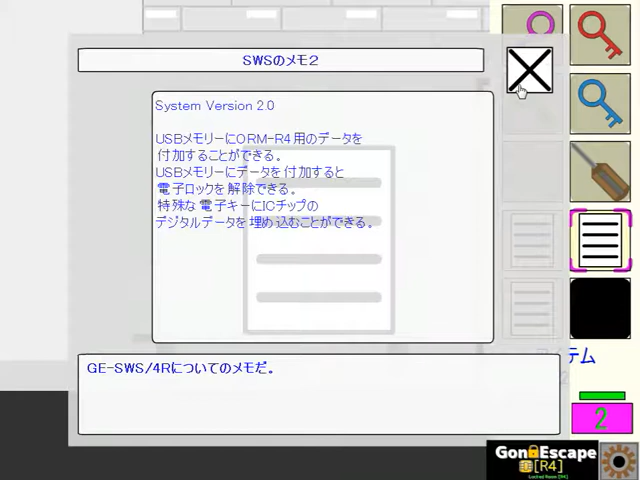 SWSのメモ2
System Version 2.0
USBメモリーにORM-R4用のデータを
付加することができる。
USBメモリーにデータを付加すると
電子ロックを解除できる。
特殊な電子キーにICチップの
デジタルデータを埋め込むことができる。
テム
GE-SWS/4Rについてのメモだ。
2
GonEscape
[R4]
Locked Room [R4]